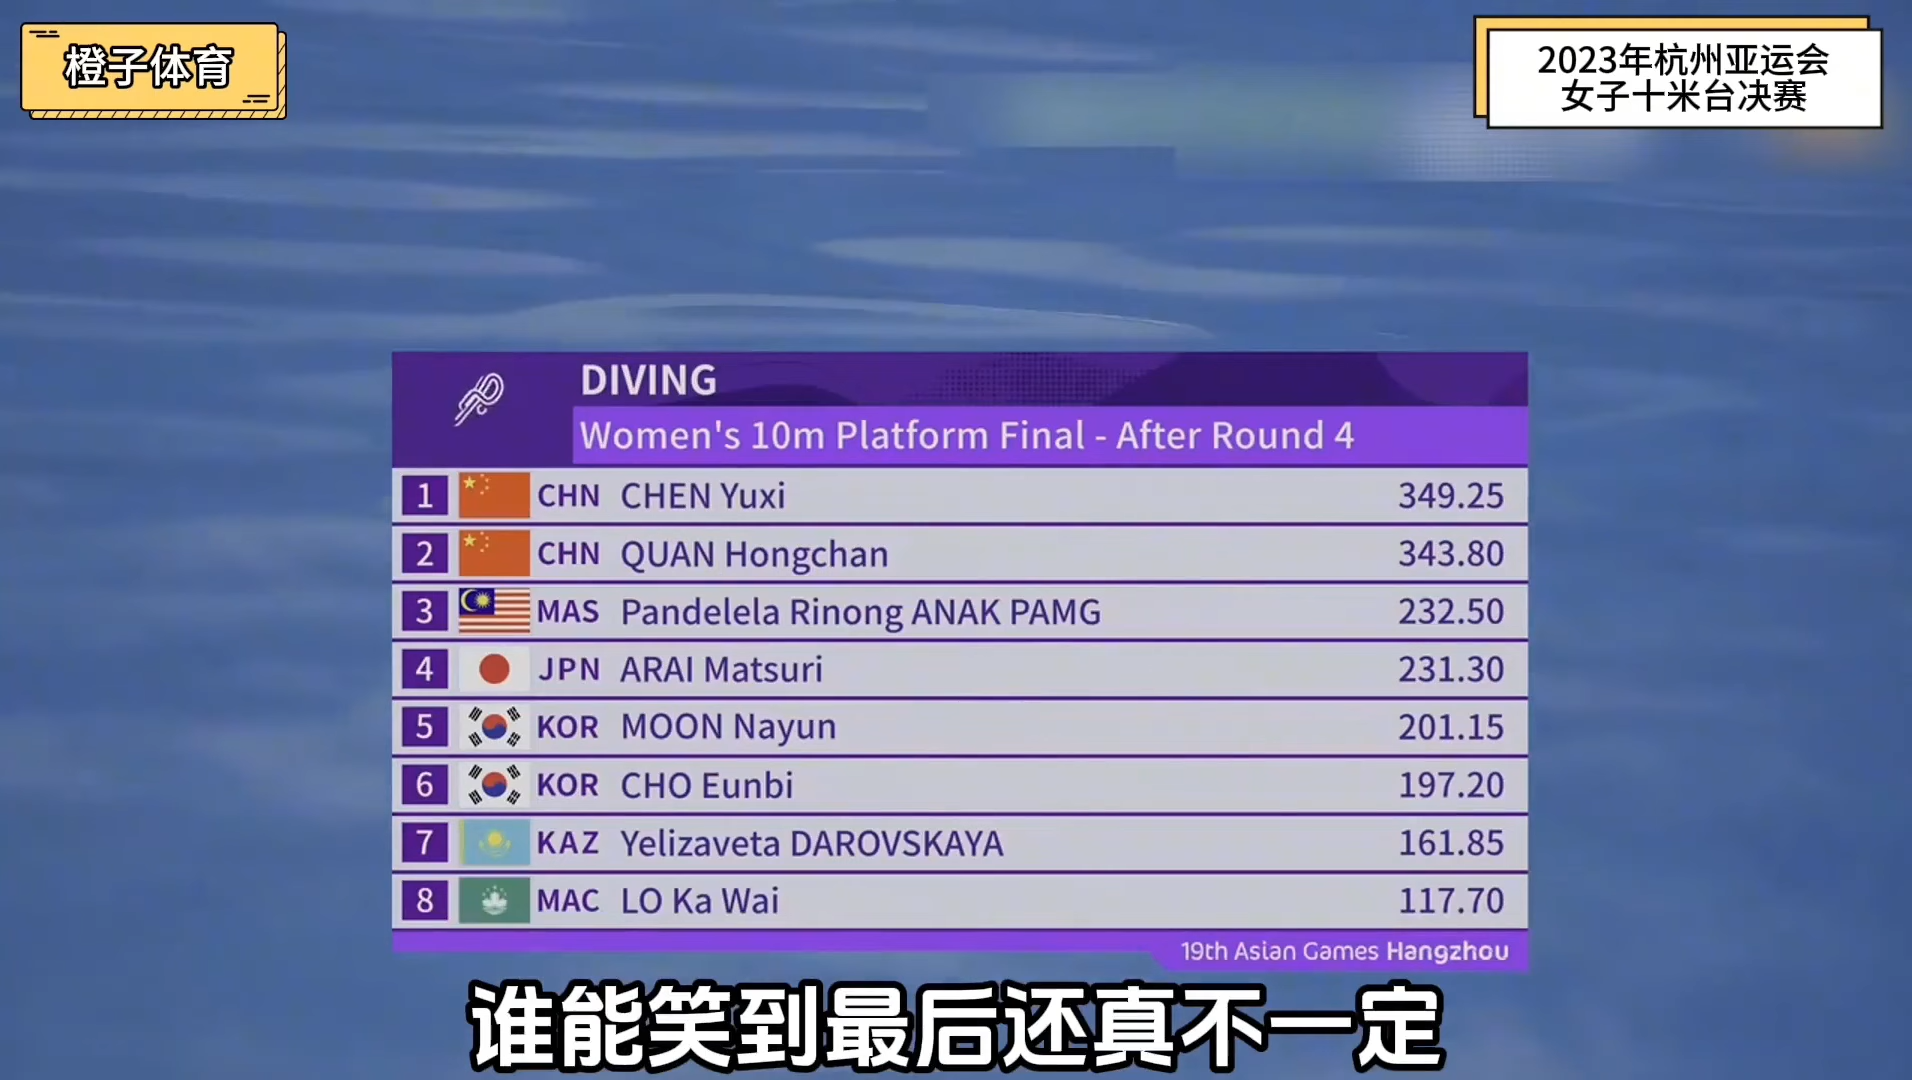 橙子体育
2023年杭州亚运会
女子十米台决赛
DIVING
Women's 10m Platform Final - After Round 4
1 CHN CHEN Yuxi 349.25
2 CHN QUAN Hongchan 343.80
3 MAS Pandelela Rinong ANAK PAMG 232.50
4 JPN ARAI Matsuri 231.30
5 KOR MOON Nayun 201.15
6 KOR CHO Eunbi 197.20
7 KAZ Yelizaveta DAROVSKAYA 161.85
8 MAC LO Ka Wai 117.70
19th Asian Games Hangzhou
谁能笑到最后还真不一定